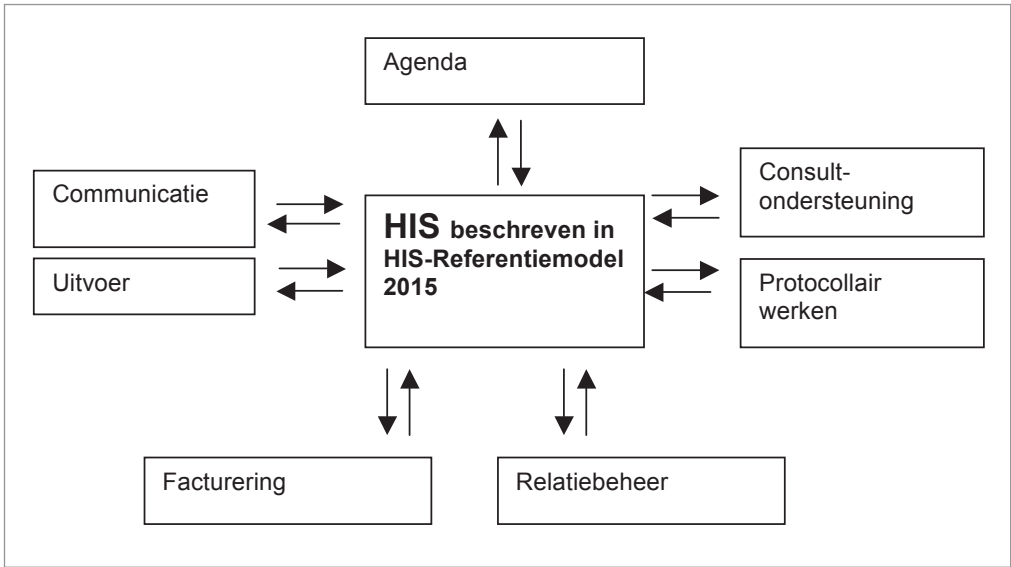 Agenda
Communicatie
Uitvoer
HIS beschreven in
HIS-Referentiemodel
2015
Consult-
ondersteuning
Protocollair
werken
Facturering
Relatiebeheer